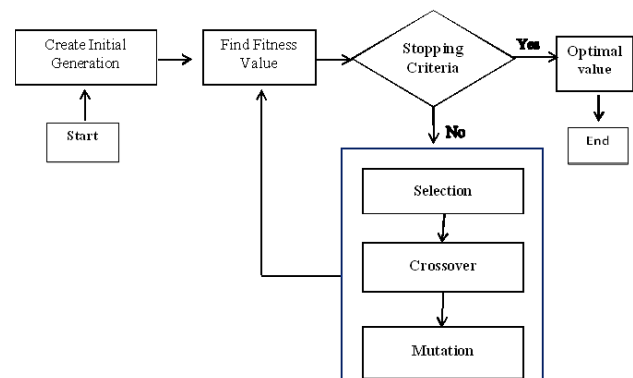 Create Initial
Generation
Find Fitness
Value
Stopping
Criteria
Yes
Optimal
value
Start
No
End
Selection
Crossover
Mutation